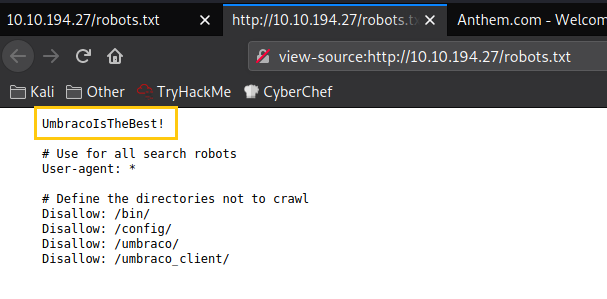 10.10.194.27/robots.txt
http://10.10.194.27/robots.t
Anthem.com - Welcom
view-source:http://10.10.194.27/robots.txt
Kali
Other
TryHackMe
CyberChef
UmbracoIsTheBest!
# Use for all search robots
User-agent: *
# Define the directories not to crawl
Disallow: /bin/
Disallow: /config/
Disallow: /umbraco/
Disallow: /umbraco_client/